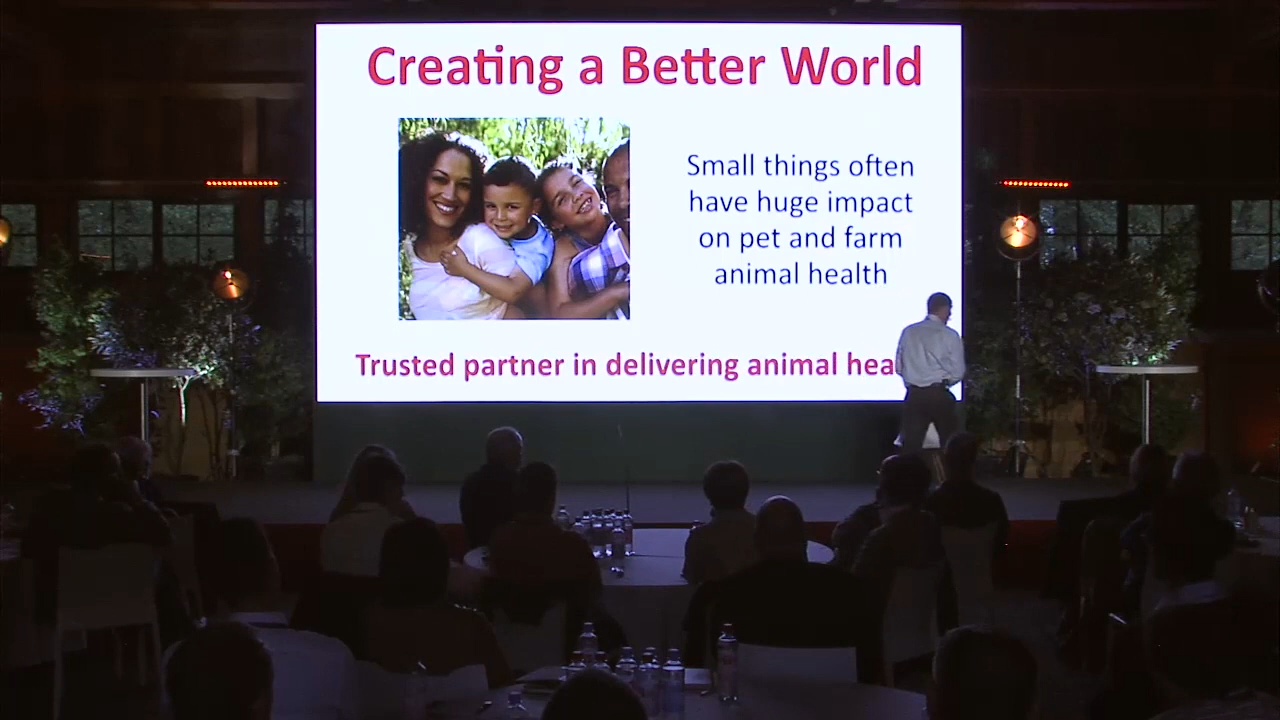 Creating a Better World
Small things often
have huge impact
on pet and farm
animal health
Trusted partner in delivering animal hea